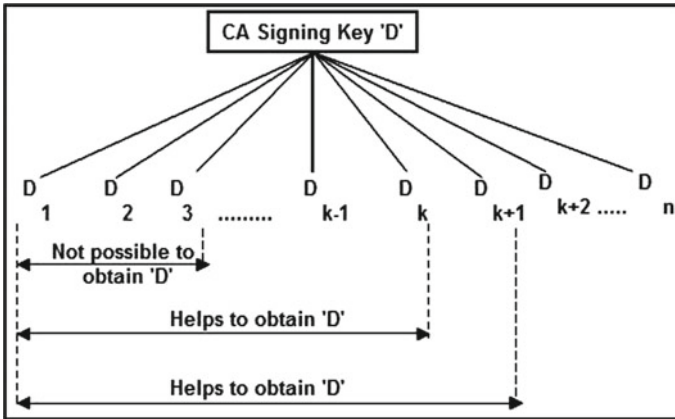 CA Signing Key 'D'
D D D D D D D D
1 2 3 ......... k-1 k k+1 k+2 ..... n
Not possible to
obtain 'D'
Helps to obtain 'D'
Helps to obtain 'D'